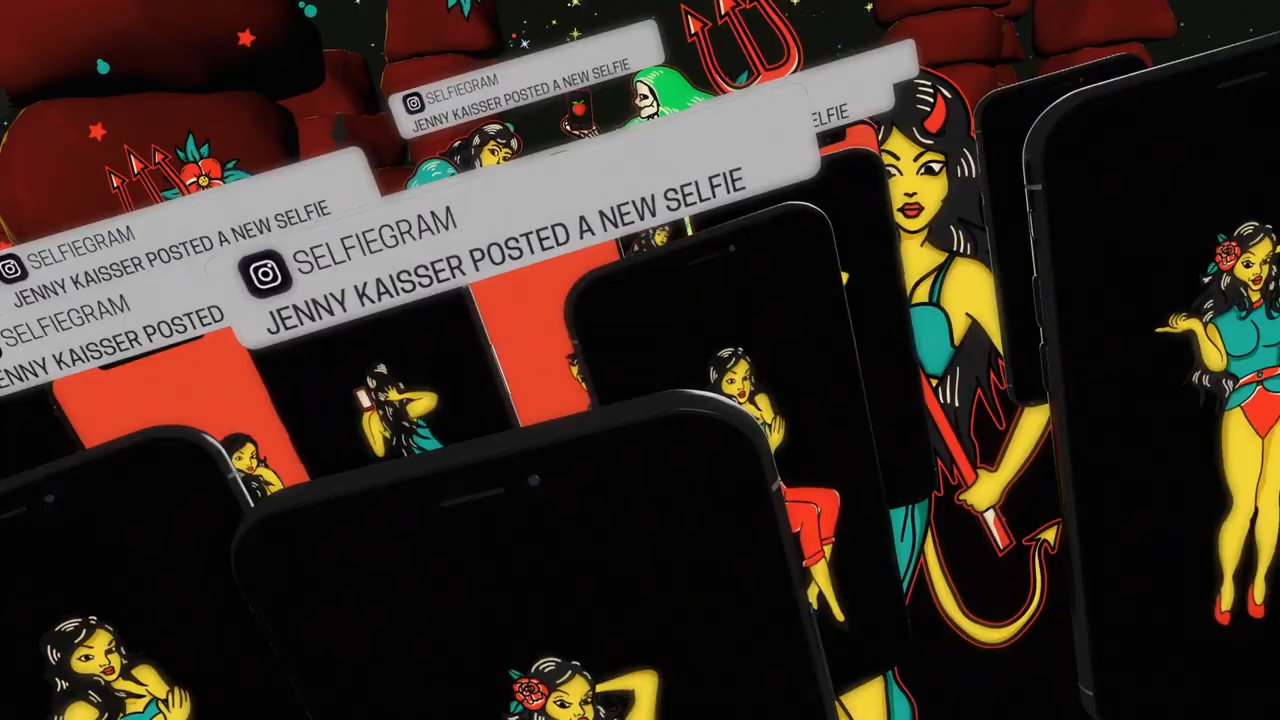 SELFIEGRAM
JENNY KAISSER POSTED A NEW SELFIE
ELFIE
SELFIEGRAM
JENNY KAISSER POSTED A NEW SELFIE
SELFIEGRAM
JENNY KAISSER POSTED A NEW SELFIE
SELFIEGRAM
ENNY KAISSER POSTED